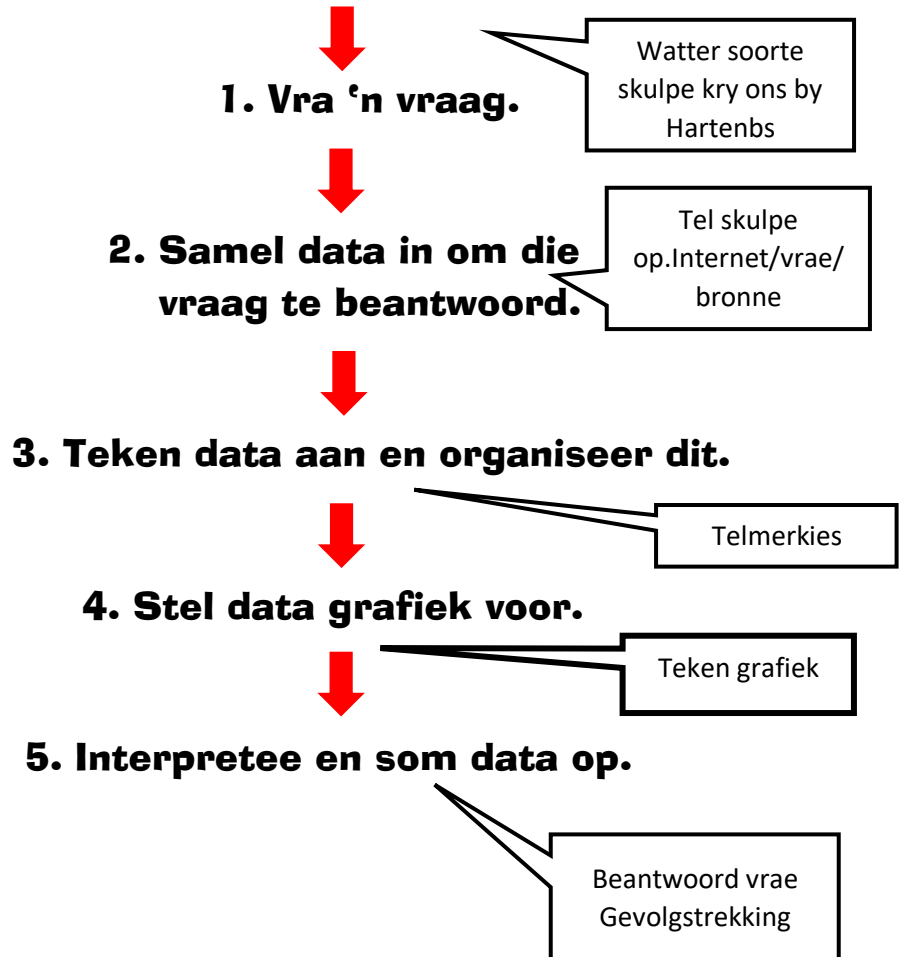 Watter soorte
skulpe kry ons by
Hartenbs
1. Vra ‘n vraag.
2. Samel data in om die
vraag te beantwoord.
Tel skulpe
op.Internet/vrae/
bronne
3. Teken data aan en organiseer dit.
Telmerkies
4. Stel data grafiek voor.
Teken grafiek
5. Interpretee en som data op.
Beantwoord vrae
Gevolgstrekking